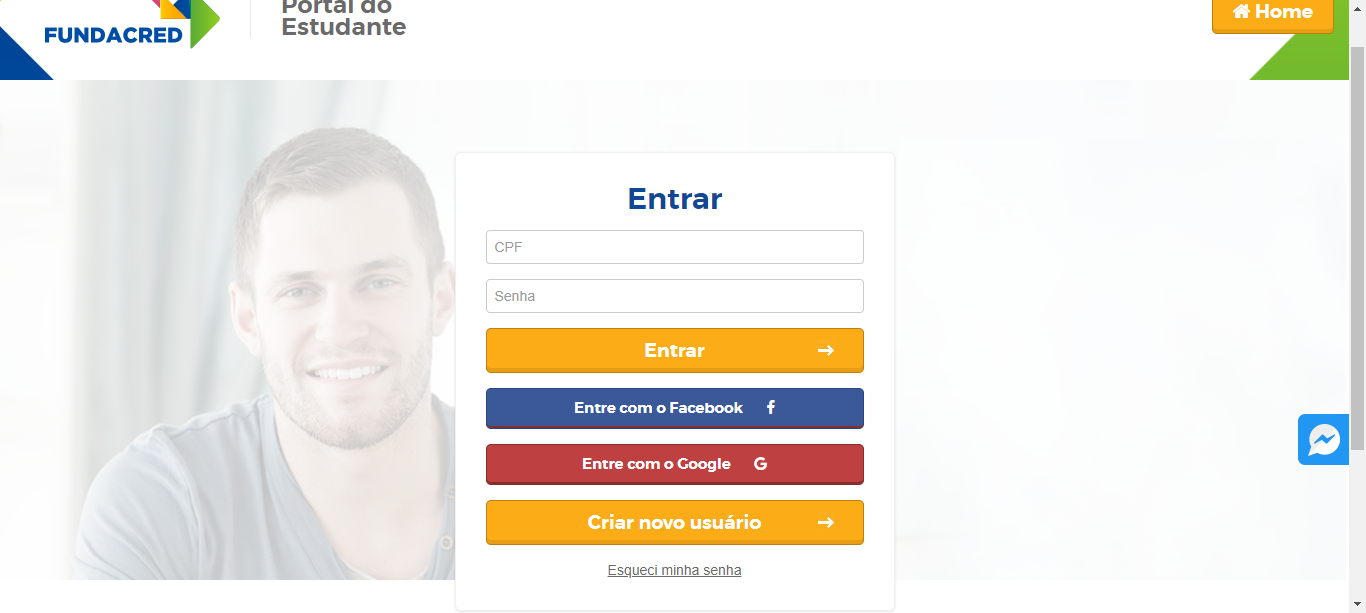 FUNDACRED
Portal do
Estudante
Home
Entrar
CPF
Senha
Entrar
Entre com o Facebook
Entre com o Google
Criar novo usuário
Esqueci minha senha